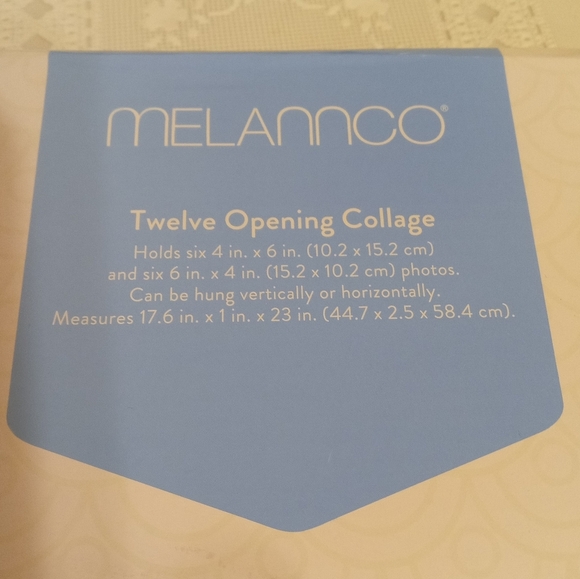 MELANNCO®
Twelve Opening Collage
Holds six 4 in. x 6 in. (10.2 x 15.2 cm)
and six 6 in. x 4 in. (15.2 x 10.2 cm) photos.
Can be hung vertically or horizontally.
Measures 17.6 in. x 1 in. x 23 in. (44.7 x 2.5 x 58.4 cm).